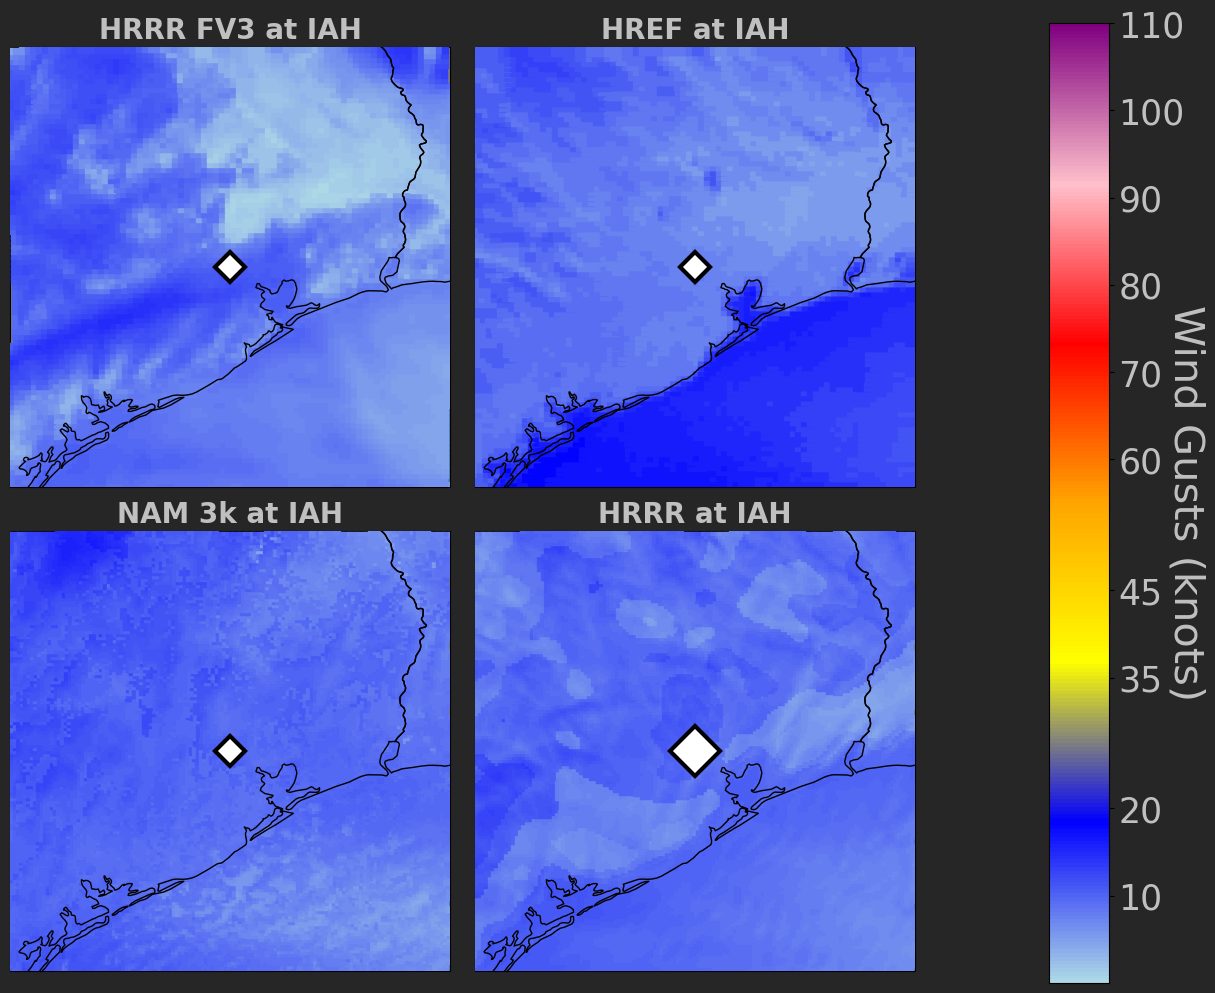 HRRR FV3 at IAH
HREF at IAH
NAM 3k at IAH
HRRR at IAH
110
100
90
80
70
60
45
35
20
10
Wind Gusts (knots)